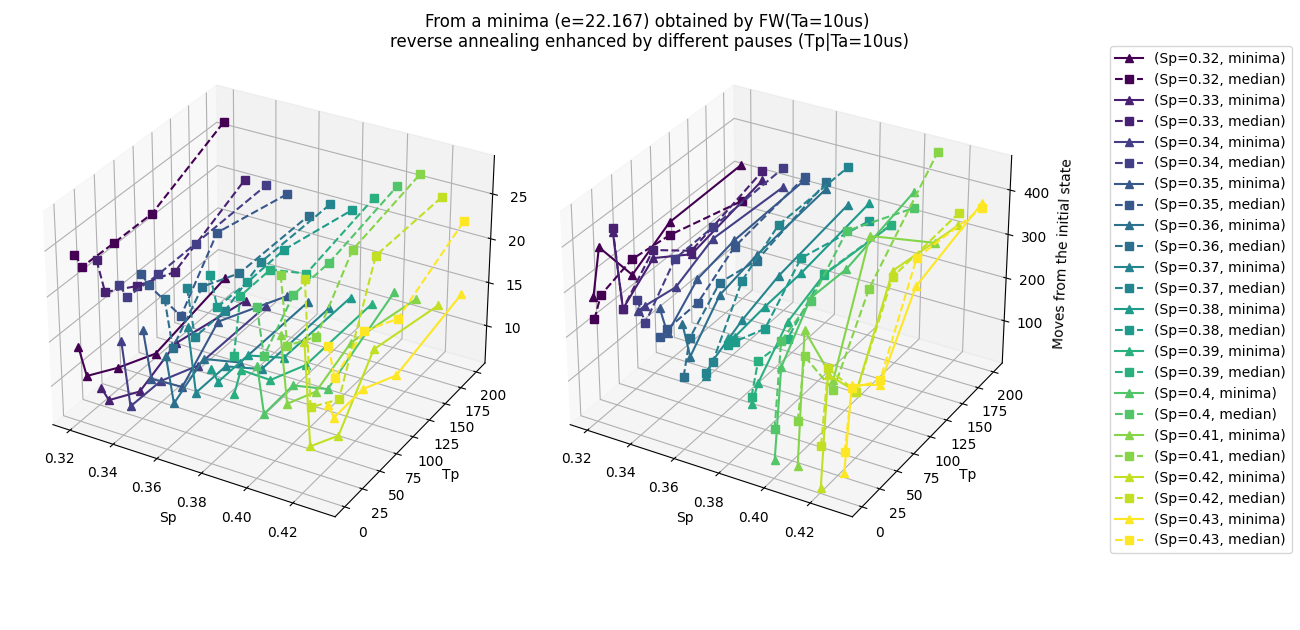 From a minima (e=22.167) obtained by FW(Ta=10us)
reverse annealing enhanced by different pauses (Tp|Ta=10us)
25
20
15
10
0.32
0.34
0.36
0.38
0.40
0.42
Sp
0
25
50
75
100
125
150
175
200
Tp
400
300
200
100
Moves from the initial state
0.32
0.34
0.36
0.38
0.40
0.42
Sp
0
25
50
75
100
125
150
175
200
Tp
(Sp=0.32, minima)
(Sp=0.32, median)
(Sp=0.33, minima)
(Sp=0.33, median)
(Sp=0.34, minima)
(Sp=0.34, median)
(Sp=0.35, minima)
(Sp=0.35, median)
(Sp=0.36, minima)
(Sp=0.36, median)
(Sp=0.37, minima)
(Sp=0.37, median)
(Sp=0.38, minima)
(Sp=0.38, median)
(Sp=0.39, minima)
(Sp=0.39, median)
(Sp=0.4, minima)
(Sp=0.4, median)
(Sp=0.41, minima)
(Sp=0.41, median)
(Sp=0.42, minima)
(Sp=0.42, median)
(Sp=0.43, minima)
(Sp=0.43, median)